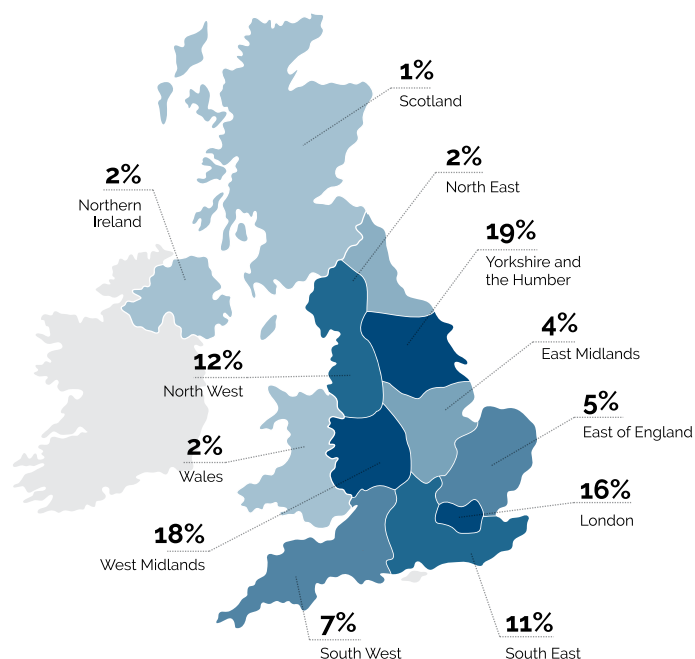 1%
Scotland
2%
North East
2%
Northern
Ireland
19%
Yorkshire and
the Humber
4%
East Midlands
12%
North West
5%
East of England
2%
Wales
16%
London
18%
West Midlands
7%
South West
11%
South East